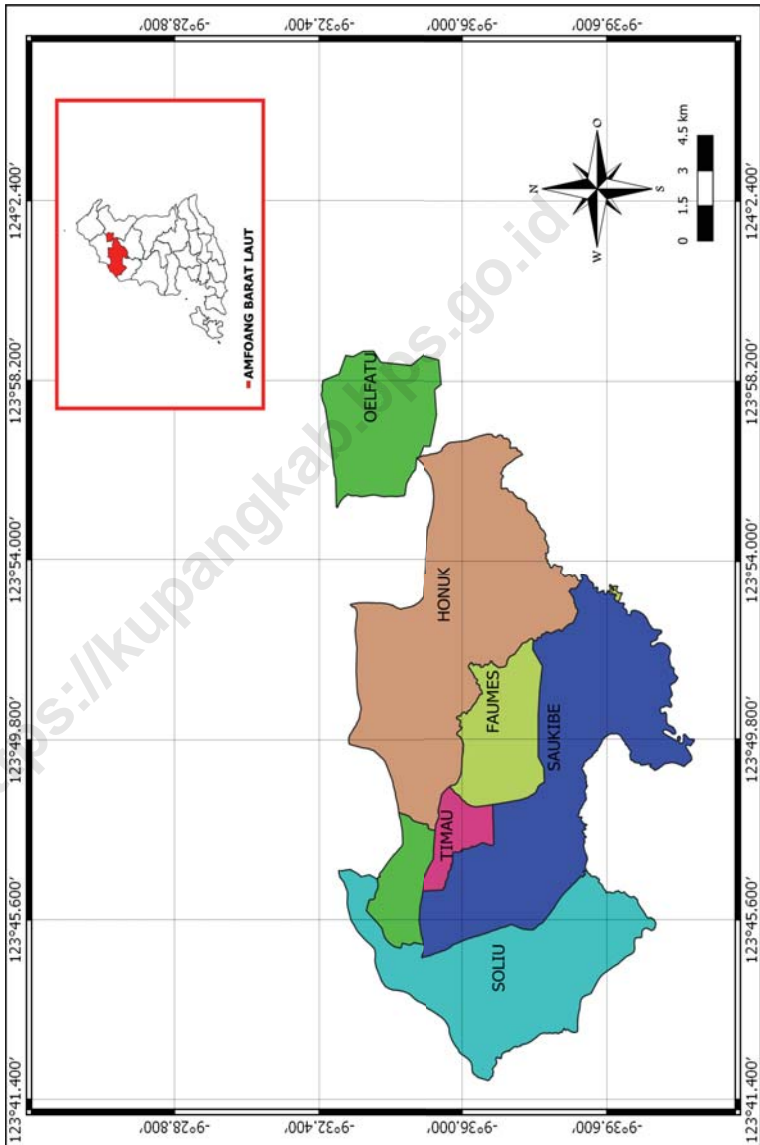 123°41.400'
123°45.600'
123°49.800'
123°54.000'
123°58.200'
124°2.400'
-9°28.800'
-9°28.800'
-9°32.400'
-9°32.400'
-9°36.000'
-9°36.000'
-9°39.600'
-9°39.600'
AMFOANG BARAT LAUT
OELFATU
HONUK
FAUMES
TIMAU
SAUKIBE
SOLIU
N
W
O
S
0 1.5 3 4.5 km
123°41.400'
123°45.600'
123°49.800'
123°54.000'
123°58.200'
124°2.400'
ps://kupangkab.bps.go.id